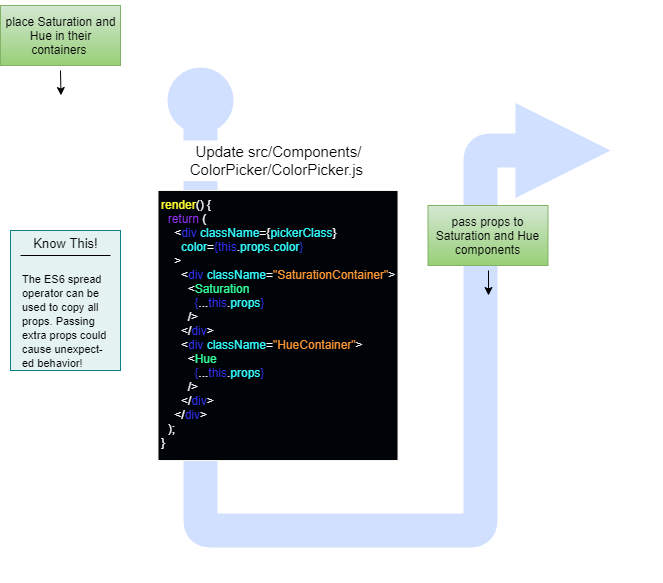 place Saturation and
Hue in their
containers
Update src/Components/
ColorPicker/ColorPicker.js
render() {
return (
<div className={pickerClass}
color={this.props.color}
>
<div className="SaturationContainer">
<Saturation
{...this.props}
/>
</div>
<div className="HueContainer">
<Hue
{...this.props}
/>
</div>
</div>
);
}
Know This!
The ES6 spread
operator can be
used to copy all
props. Passing
extra props could
cause unexpect-
ed behavior!
pass props to
Saturation and Hue
components